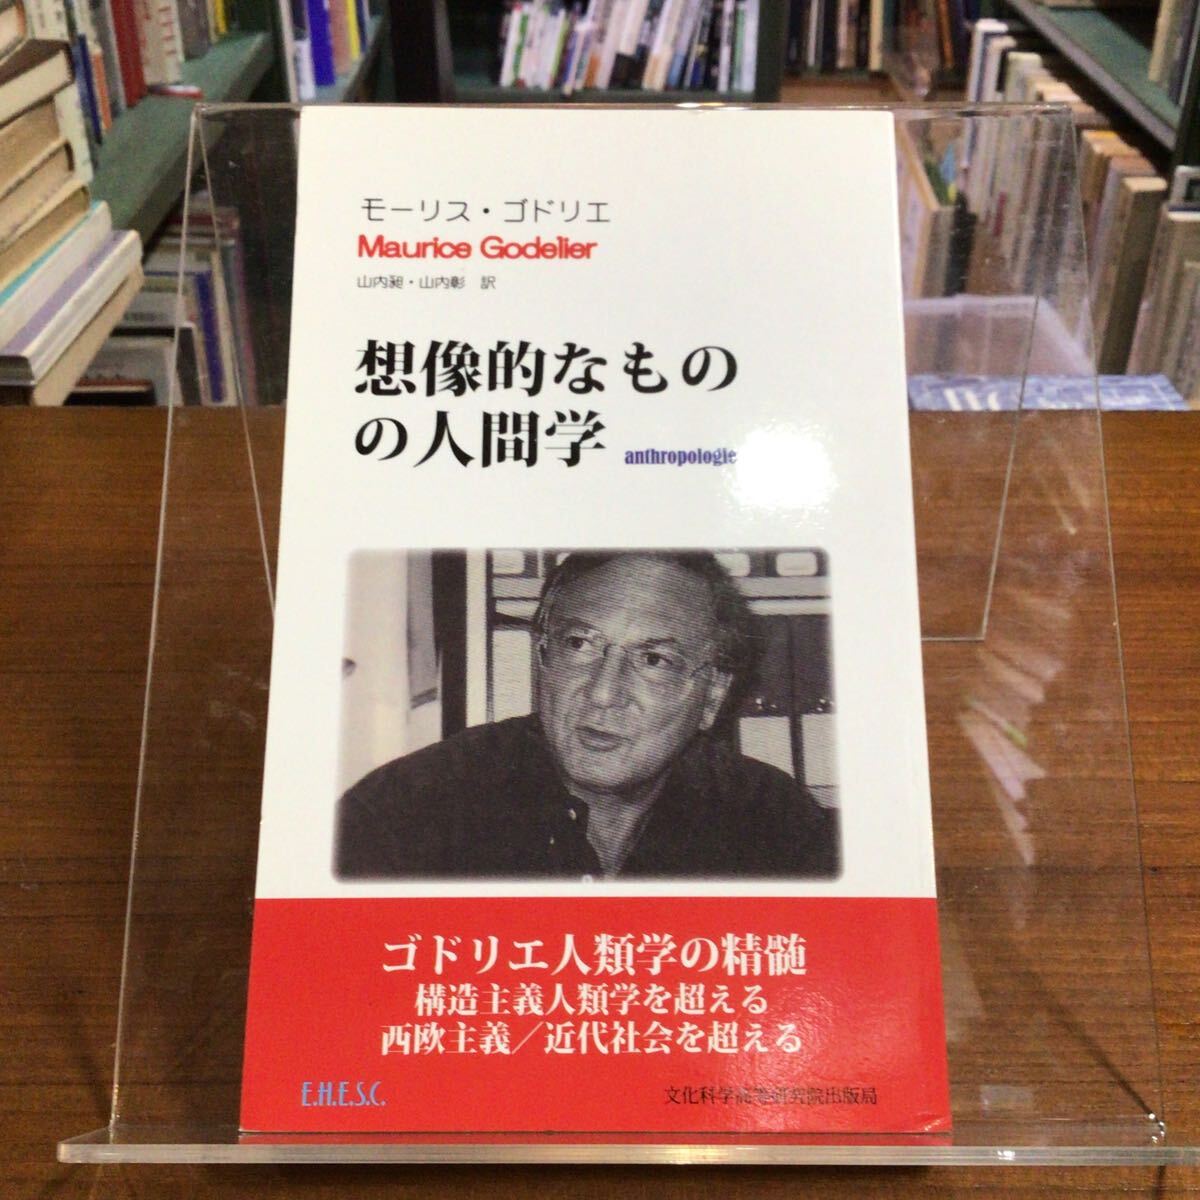 モーリス・ゴドリエ
Maurice Godelier
山内昶・山内彰 訳
想像的なもの
の人間学 anthropologie
ゴドリエ人類学の精髄
構造主義人類学を超える
西欧主義／近代社会を超える
E.H.E.S.C. 文化科学高等研究院出版局